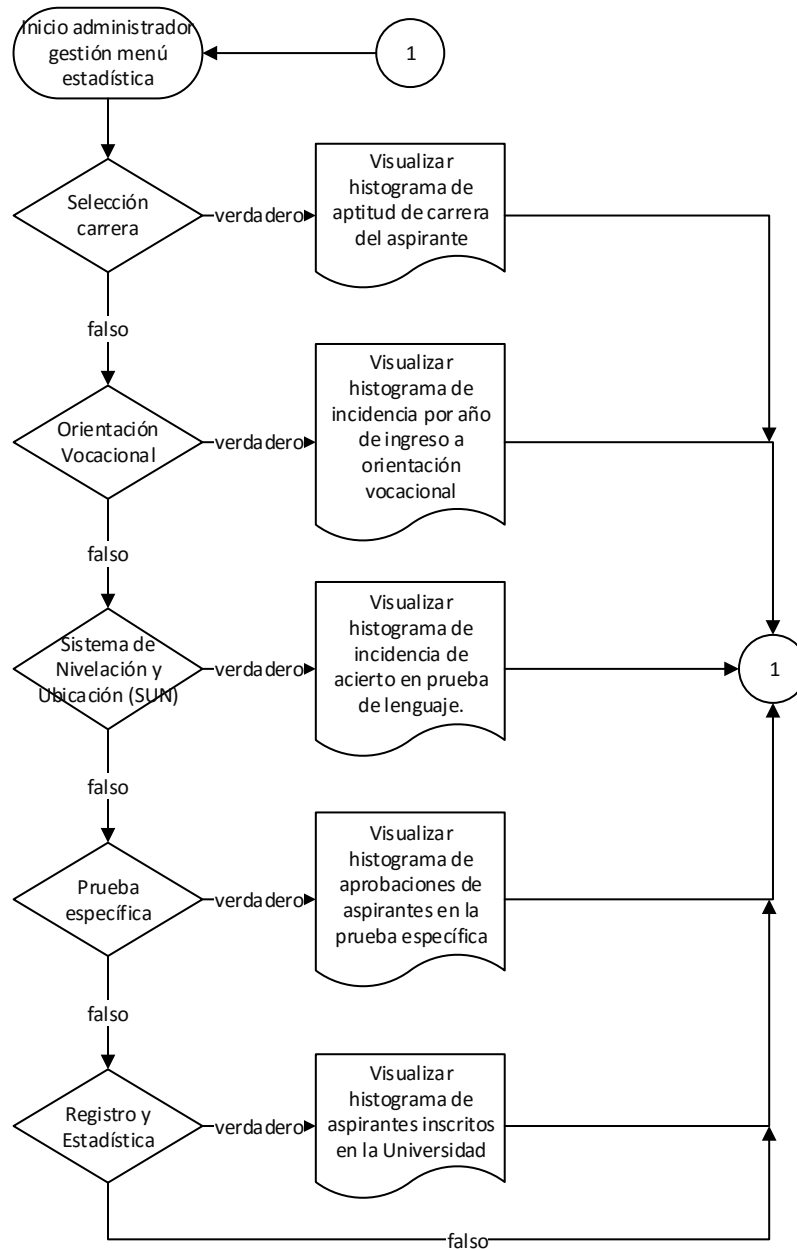 Inicio administrador
gestión menú
estadística
1
Selección
carrera
verdadero
Visualizar
histograma de
aptitud de carrera
del aspirante
falso
Orientación
Vocacional
verdadero
Visualizar
histograma de
incidencia por año
de ingreso a
orientación
vocacional
falso
Sistema de
Nivelación y
Ubicación (SUN)
verdadero
Visualizar
histograma de
incidencia de
acierto en prueba
de lenguaje.
1
falso
Prueba
específica
verdadero
Visualizar
histograma de
aprobaciones de
aspirantes en la
prueba específica
falso
Registro y
Estadística
verdadero
Visualizar
histograma de
aspirantes inscritos
en la Universidad
falso